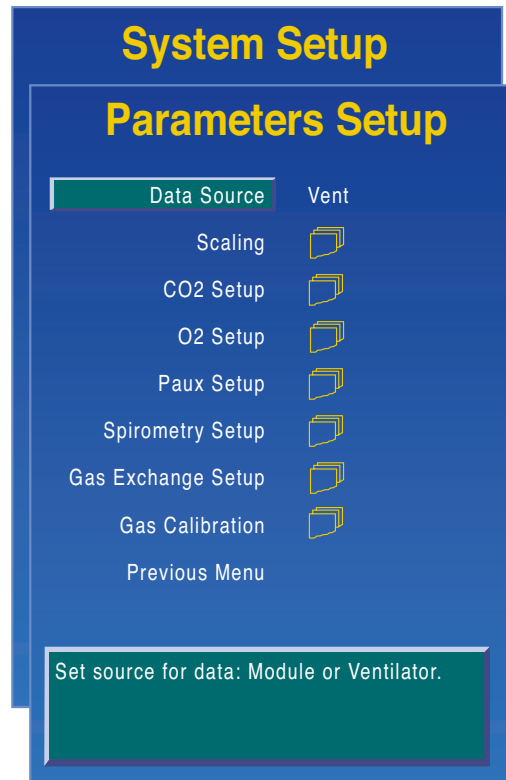 System Setup
Parameters Setup
Data Source Vent
Scaling
CO2 Setup
O2 Setup
Paux Setup
Spirometry Setup
Gas Exchange Setup
Gas Calibration
Previous Menu
Set source for data: Module or Ventilator.